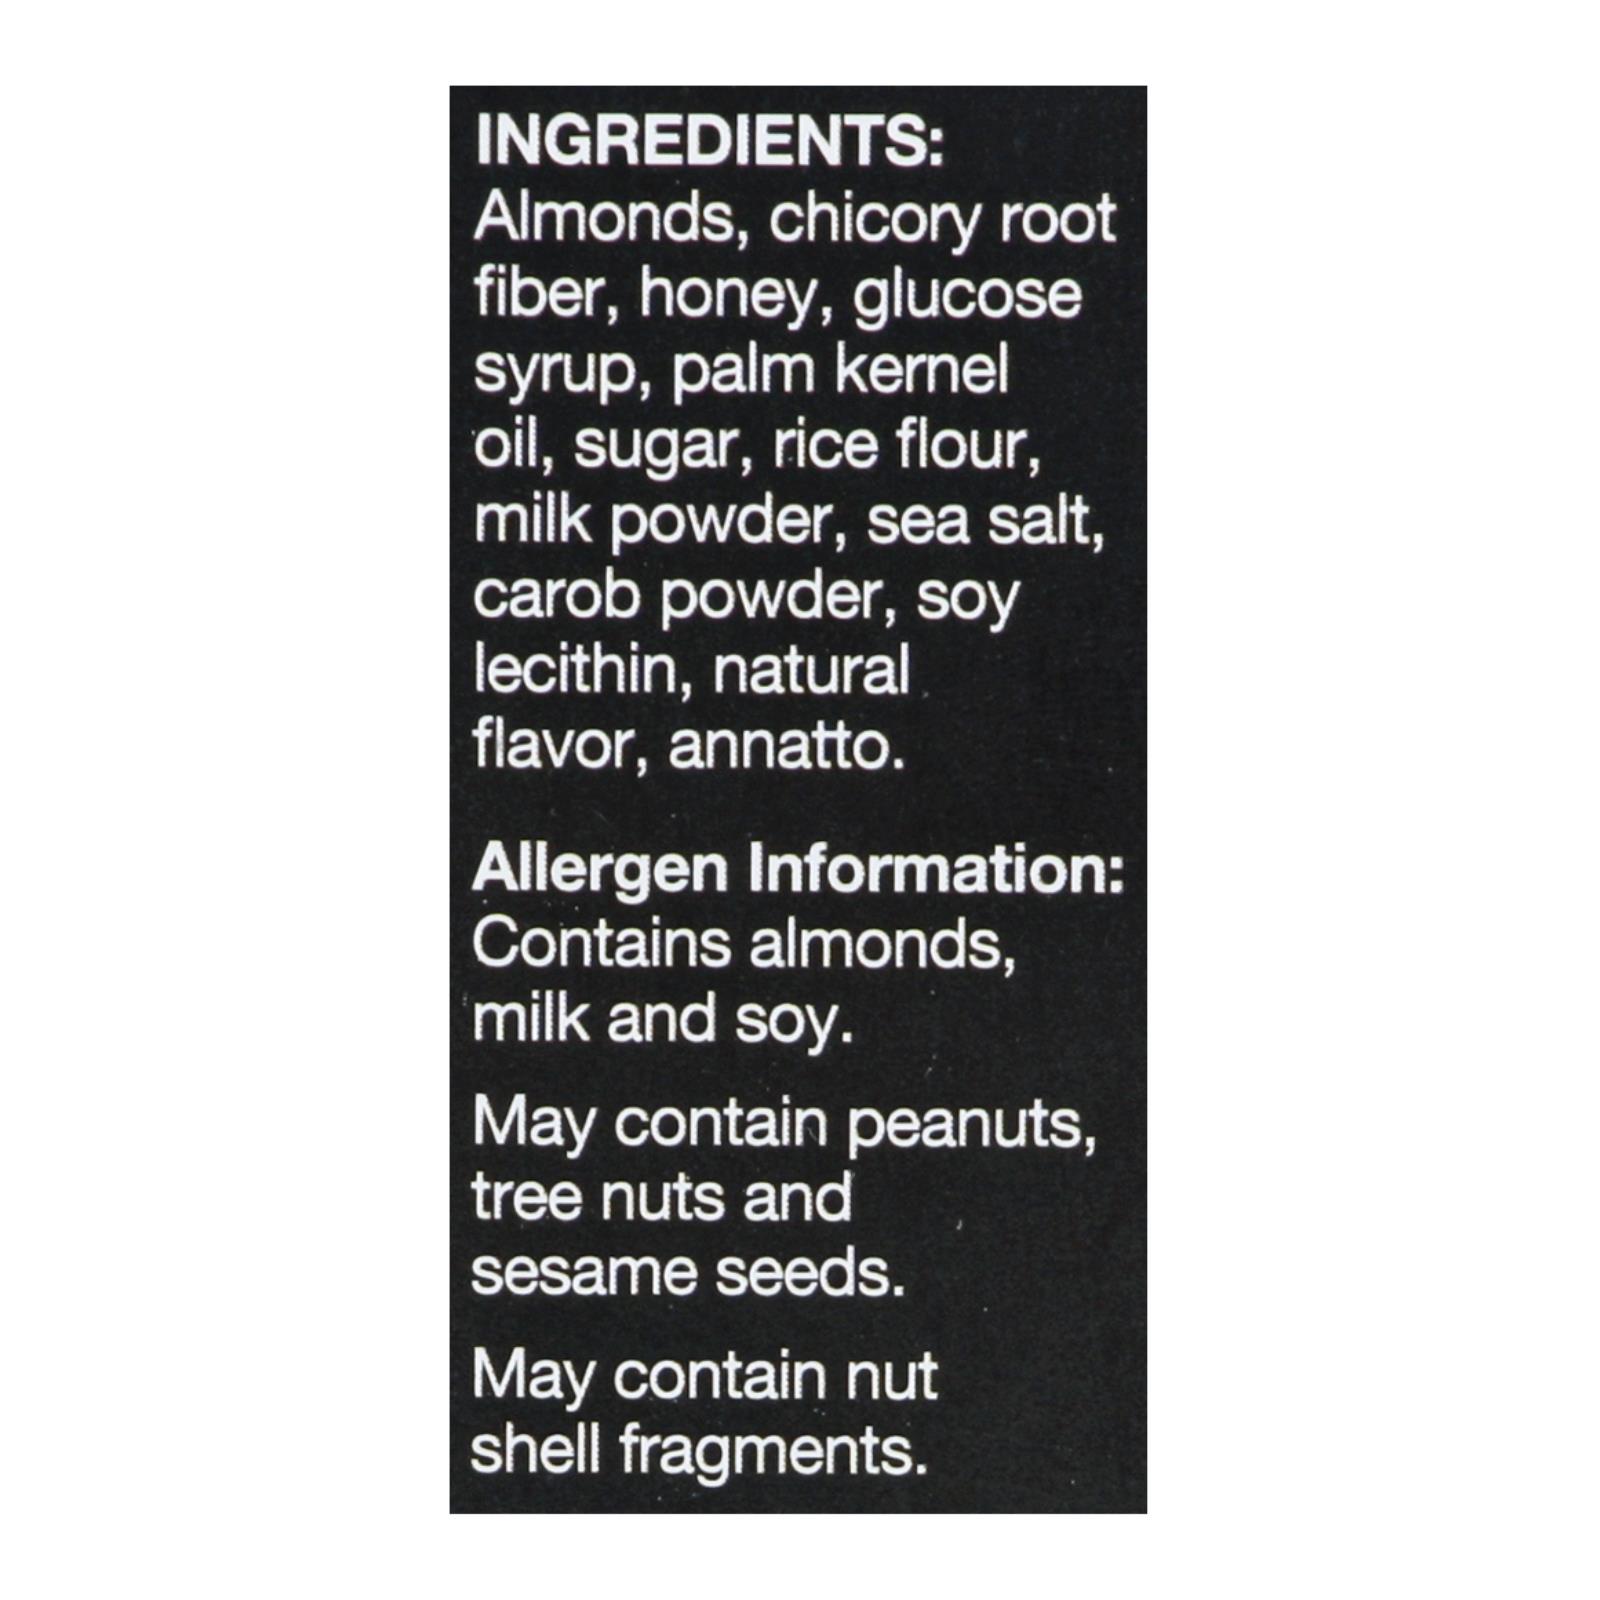 INGREDIENTS:
Almonds, chicory root
fiber, honey, glucose
syrup, palm kernel
oil, sugar, rice flour,
milk powder, sea salt,
carob powder, soy
lecithin, natural
flavor, annatto.
Allergen Information:
Contains almonds,
milk and soy.
May contain peanuts,
tree nuts and
sesame seeds.
May contain nut
shell fragments.